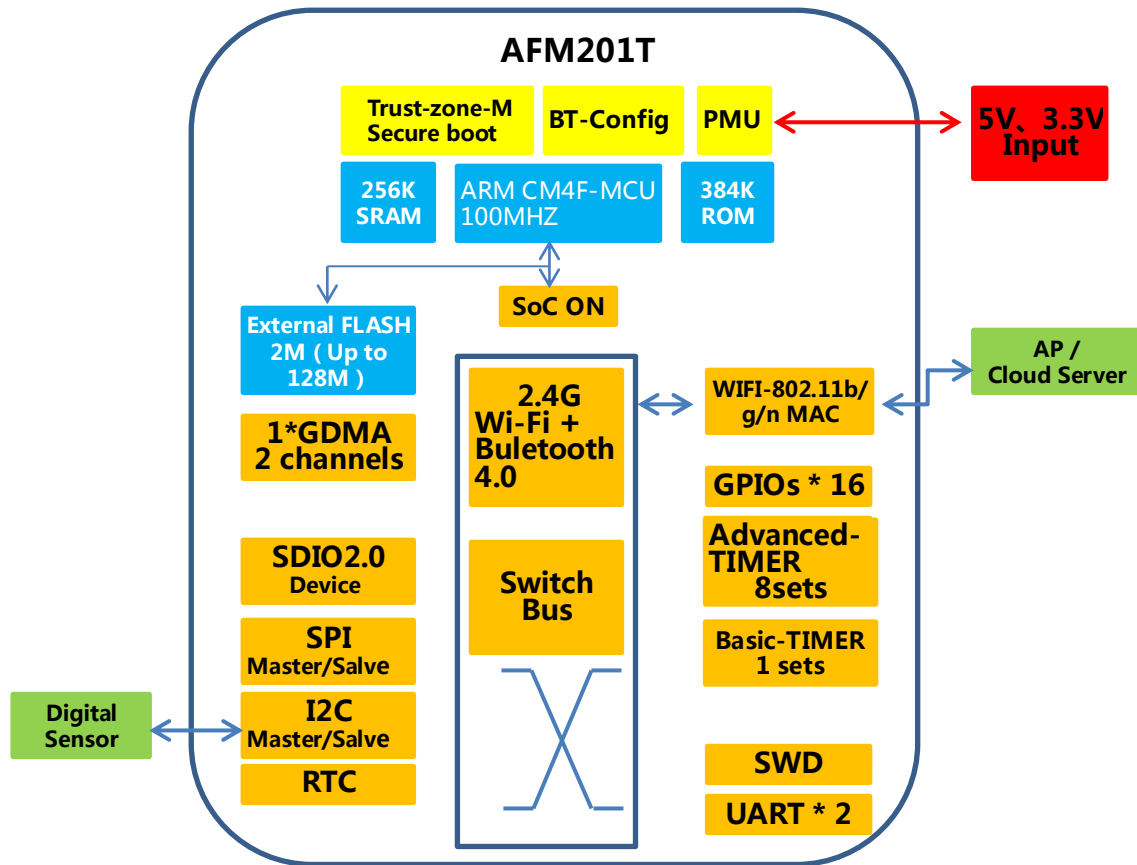 AFM201T
Trust-zone-M
Secure boot
BT-Config
PMU
5V、3.3V
Input
256K
SRAM
ARM CM4F-MCU
100MHZ
384K
ROM
SoC ON
External FLASH
2M ( Up to
128M )
AP /
Cloud Server
2.4G
Wi-Fi +
Buletooth
4.0
WIFI-802.11b/
g/n MAC
1*GDMA
2 channels
GPIOs * 16
Advanced-
TIMER
8sets
SDIO2.0
Device
Switch
Bus
SPI
Master/Salve
Basic-TIMER
1 sets
Digital
Sensor
I2C
Master/Salve
RTC
SWD
UART * 2